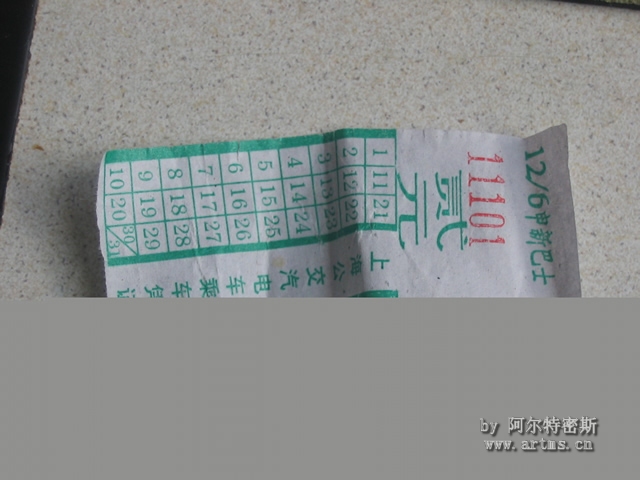 12/6申新巴士
11101
贰元
1 11 21
2 12 22
3 13 23
4 14 24
5 15 25
6 16 26
7 17 27
8 18 28
9 19 29
10 20 30/31
上海公交汽电车乘车
by 阿尔特密斯
www.artms.cn